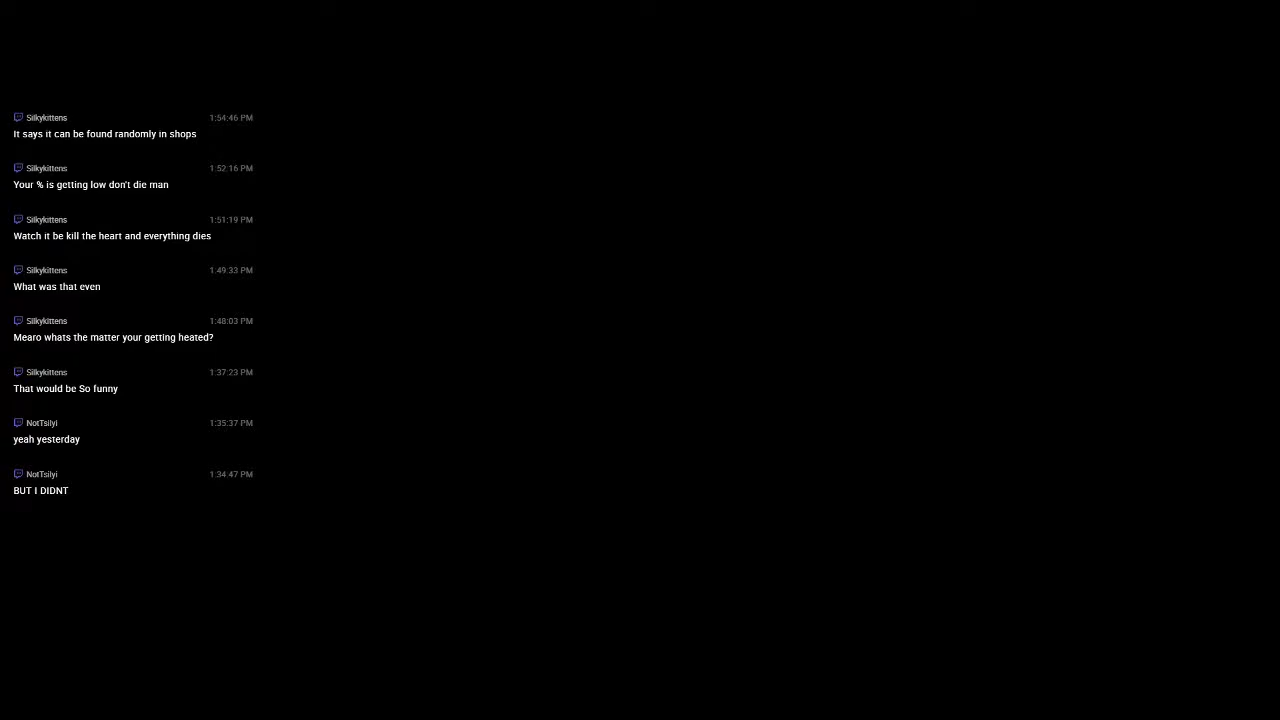 Silkykittens 1:54:46 PM
It says it can be found randomly in shops
Silkykittens 1:52:16 PM
Your % is getting low don't die man
Silkykittens 1:51:19 PM
Watch it be kill the heart and everything dies
Silkykittens 1:49:33 PM
What was that even
Silkykittens 1:48:03 PM
Mearo whats the matter your getting heated?
Silkykittens 1:37:23 PM
That would be So funny
NotTsilyi 1:35:37 PM
yeah yesterday
NotTsilyi 1:34:47 PM
BUT I DIDNT